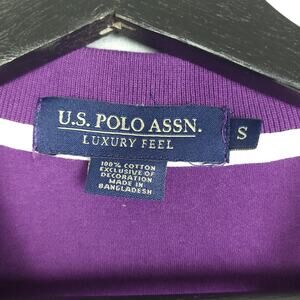 U.S. POLO ASSN.
LUXURY FEEL
S
100% COTTON
EXCLUSIVE OF
DECORATION
MADE IN
BANGLADESH